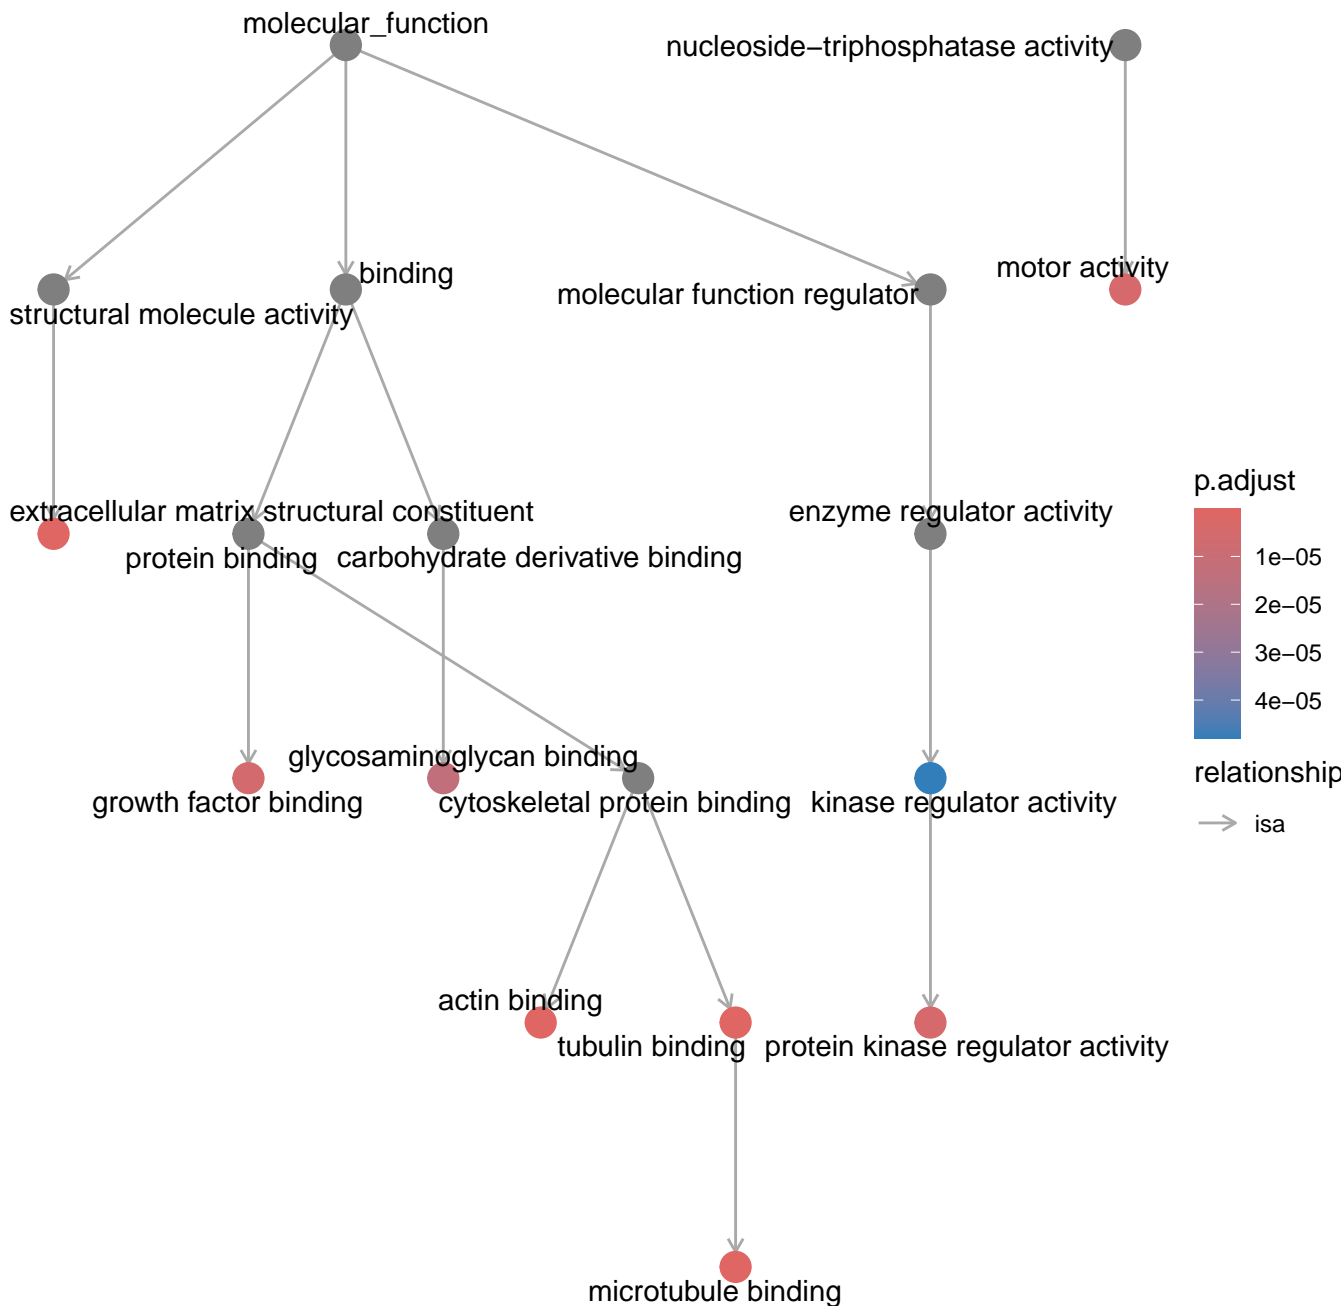 molecular_function
nucleoside−triphosphatase activity
motor activity
binding
molecular function regulator
structural molecule activity
extracellular matrix structural constituent
enzyme regulator activity
protein binding
carbohydrate derivative binding
p.adjust
1e−05
2e−05
3e−05
4e−05
relationship
isa
glycosaminoglycan binding
growth factor binding
cytoskeletal protein binding
kinase regulator activity
actin binding
tubulin binding
protein kinase regulator activity
microtubule binding